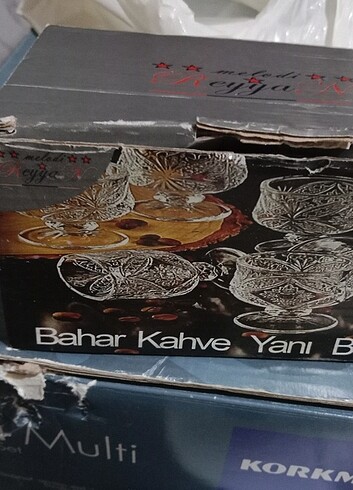 melodi
Reyya
melodi
Reyya
Bahar Kahve Yanı B
Multi
KORKM